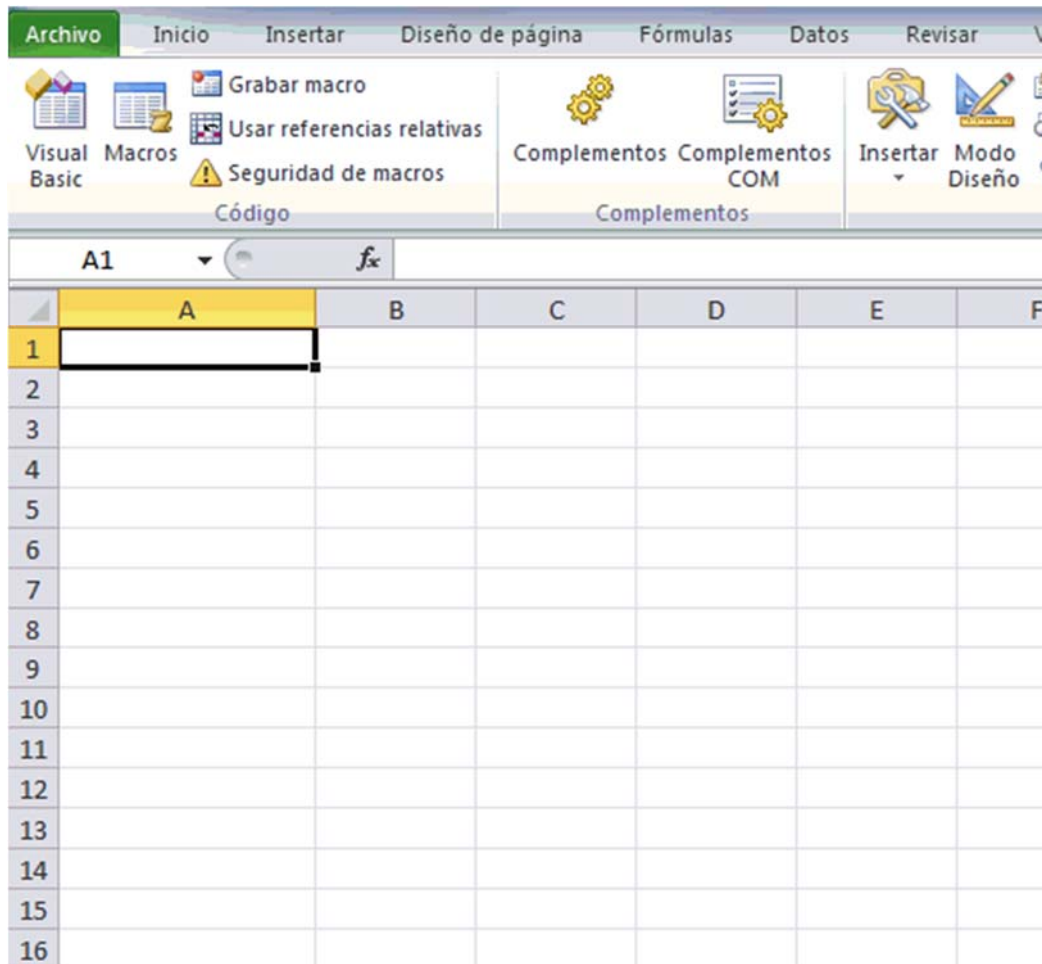 Archivo Inicio Insertar Diseño de página Fórmulas Datos Revisar
Grabar macro
Usar referencias relativas
Seguridad de macros
Visual Basic
Macros
Complementos
Complementos COM
Insertar
Modo Diseño
Código
Complementos
A1
fx
A B C D E F
1
2
3
4
5
6
7
8
9
10
11
12
13
14
15
16